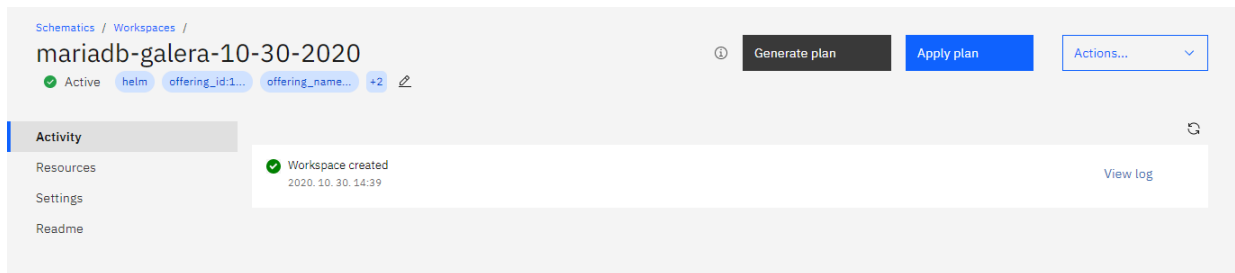 Schematics / Workspaces /
mariadb-galera-10-30-2020
Generate plan
Apply plan
Actions...
Active
helm
offering_id:1...
offering_name...
+2
Activity
Resources
Settings
Readme
Workspace created
2020. 10. 30. 14:39
View log